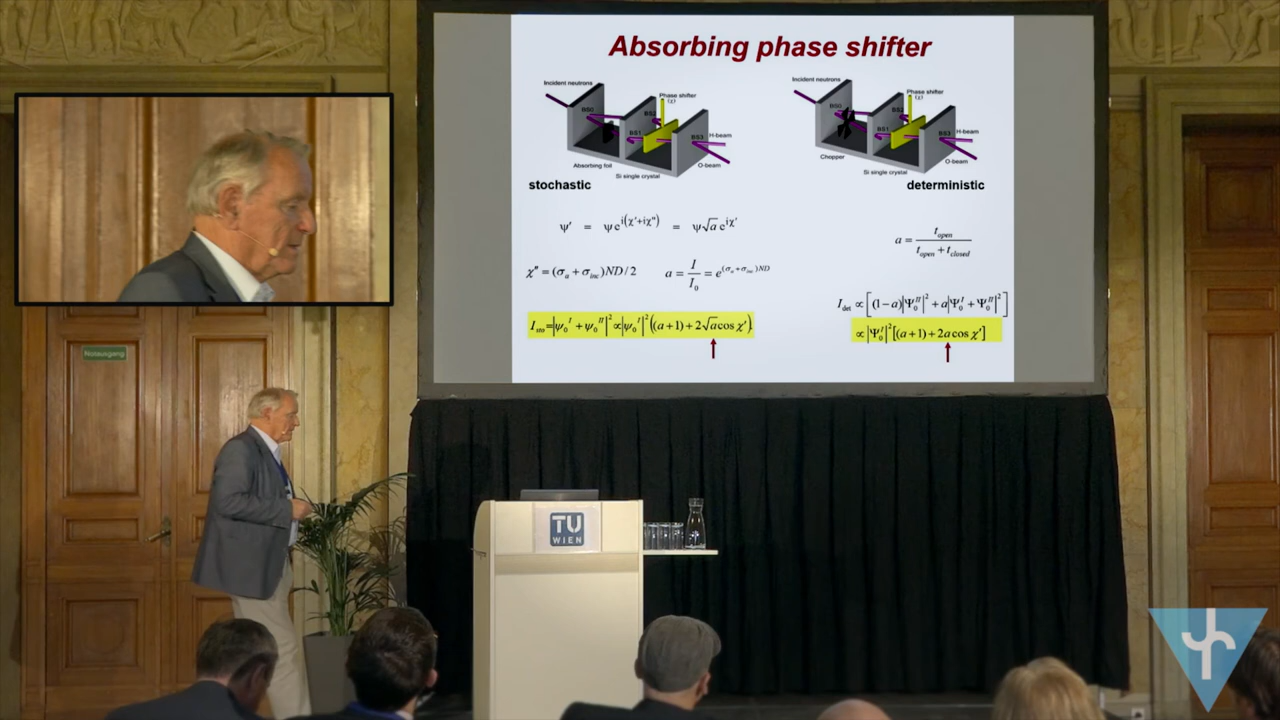 Absorbing phase shifter
Incident neutrons
Phase shifter
(χ)
BS0
BS2
BS1
BS3
H-beam
O-beam
Absorbing foil
Si single crystal
stochastic
Incident neutrons
Phase shifter
(χ)
BS0
BS2
BS1
BS3
H-beam
O-beam
Chopper
Si single crystal
deterministic
ψ' = ψe^{i(χ'+iχ'')} = ψ√a e^{iχ'}
χ'' = (σ_a + σ_inc)ND/2
a = I/I_0 = e^{(σ_a+σ_inc)ND}
I_sto=|ψ_0^I + ψ_0^II|^2 ∝ |ψ_0^I|^2((a+1)+2√a cos χ')
a = t_open/(t_open + t_closed)
I_det ∝ [(1-a)|Ψ_0^II|^2 + a|Ψ_0^I + Ψ_0^II|^2]
∝ |Ψ_0^I|^2[(a+1)+2a cos χ']
Notausgang
TU
WIEN